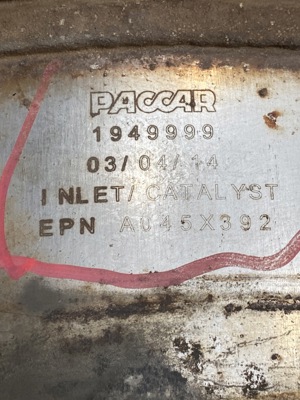 PACCAR
1949999
03/04/14
INLET/CATALYST
EPN A045X392